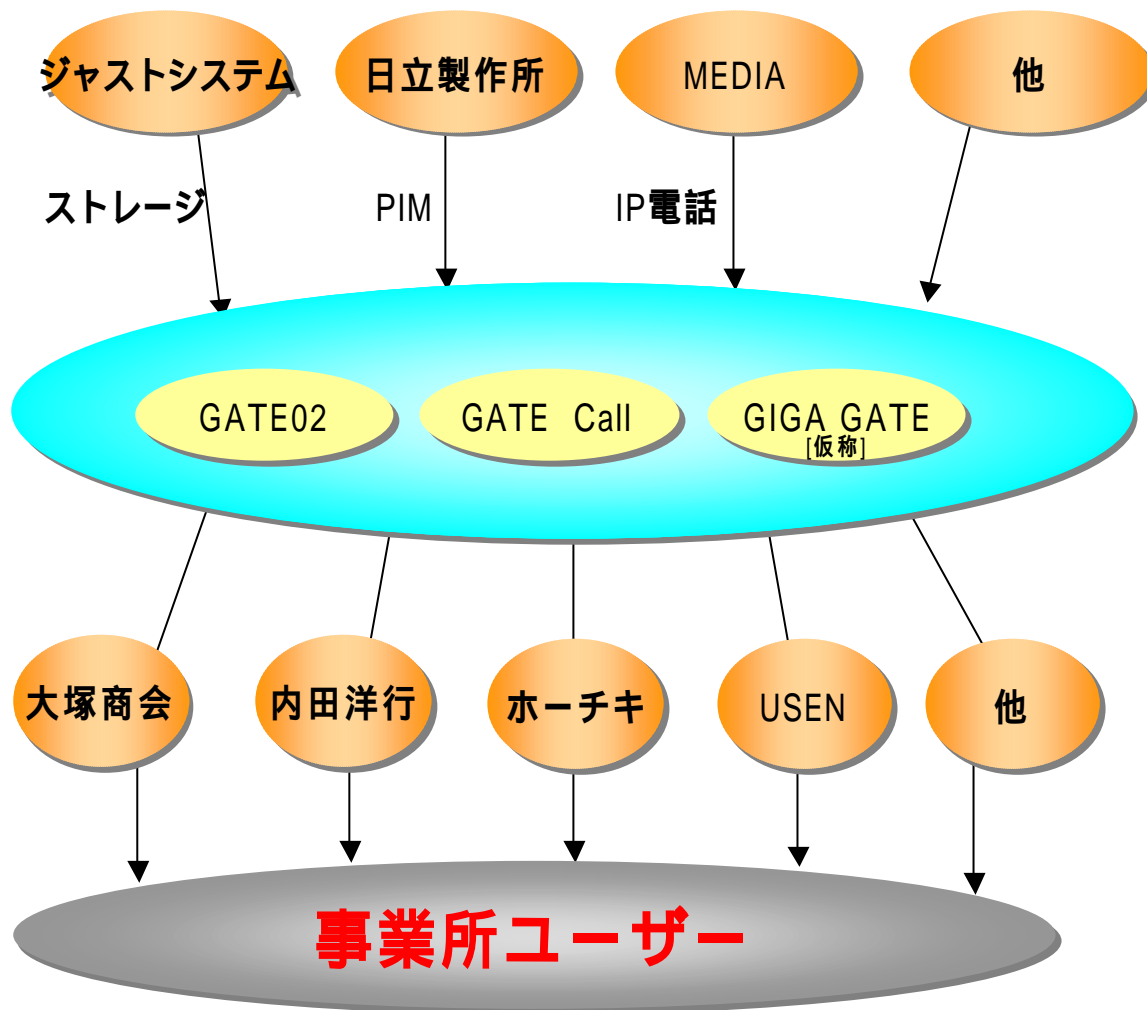 ジャストシステム
日立製作所
MEDIA
他
ストレージ
PIM
IP電話
GATE02
GATE Call
GIGA GATE
[仮称]
大塚商会
内田洋行
ホーチキ
USEN
他
事業所ユーザー